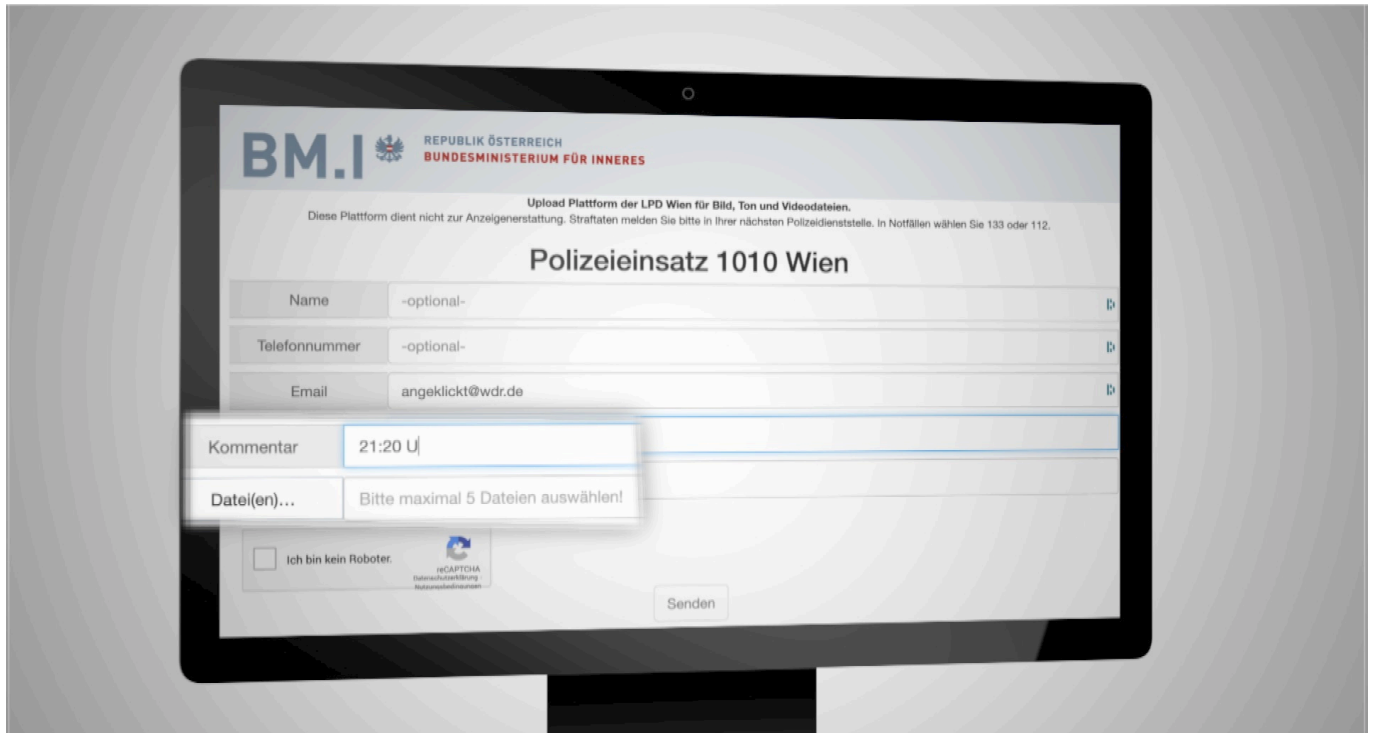 BM.I
REPUBLIK ÖSTERREICH
BUNDESMINISTERIUM FÜR INNERES
Upload Plattform der LPD Wien für Bild, Ton und Videodateien.
Diese Plattform dient nicht zur Anzeigenerstattung. Straftaten melden Sie bitte in Ihrer nächsten Polizeidienststelle. In Notfällen wählen Sie 133 oder 112.
Polizeieinsatz 1010 Wien
Name -optional-
Telefonnummer -optional-
Email angeklickt@wdr.de
Kommentar 21:20 U
Datei(en)... Bitte maximal 5 Dateien auswählen!
Ich bin kein Roboter.
reCAPTCHA
Datenschutzerklärung -
Nutzungsbedingungen
Senden